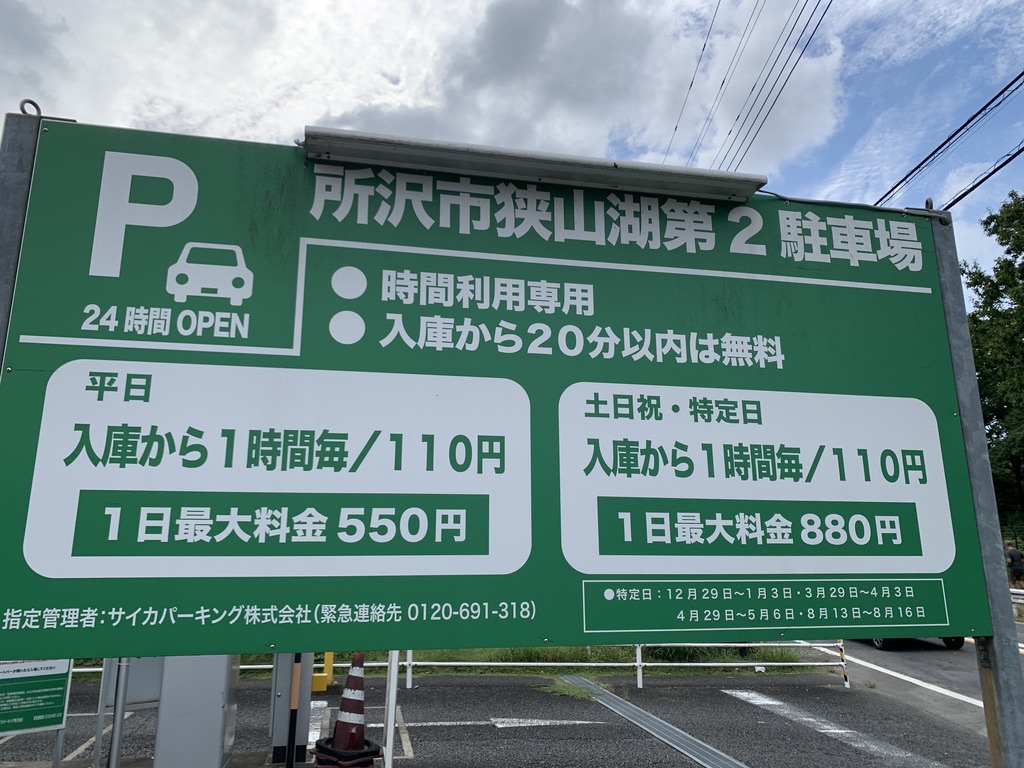 P
24時間 OPEN
所沢市狭山湖第2駐車場
●時間利用専用
●入庫から20分以内は無料
平日
入庫から1時間毎/110円
1日最大料金 550円
土日祝・特定日
入庫から1時間毎/110円
1日最大料金 880円
●特定日:12月29日~1月3日・3月29日~4月3日
4月29日~5月6日・8月13日~8月16日
指定管理者:サイカパーキング株式会社(緊急連絡先 0120-691-318)